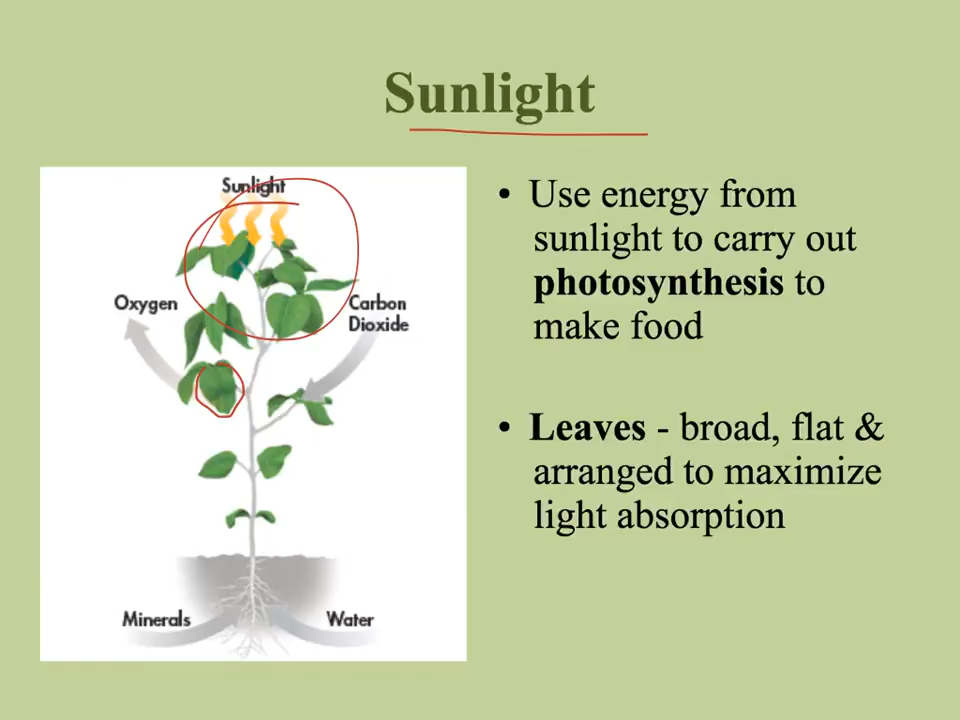 Sunlight
Sunlight
Oxygen
Carbon
Dioxide
Minerals
Water
• Use energy from
sunlight to carry out
photosynthesis to
make food
• Leaves - broad, flat &
arranged to maximize
light absorption